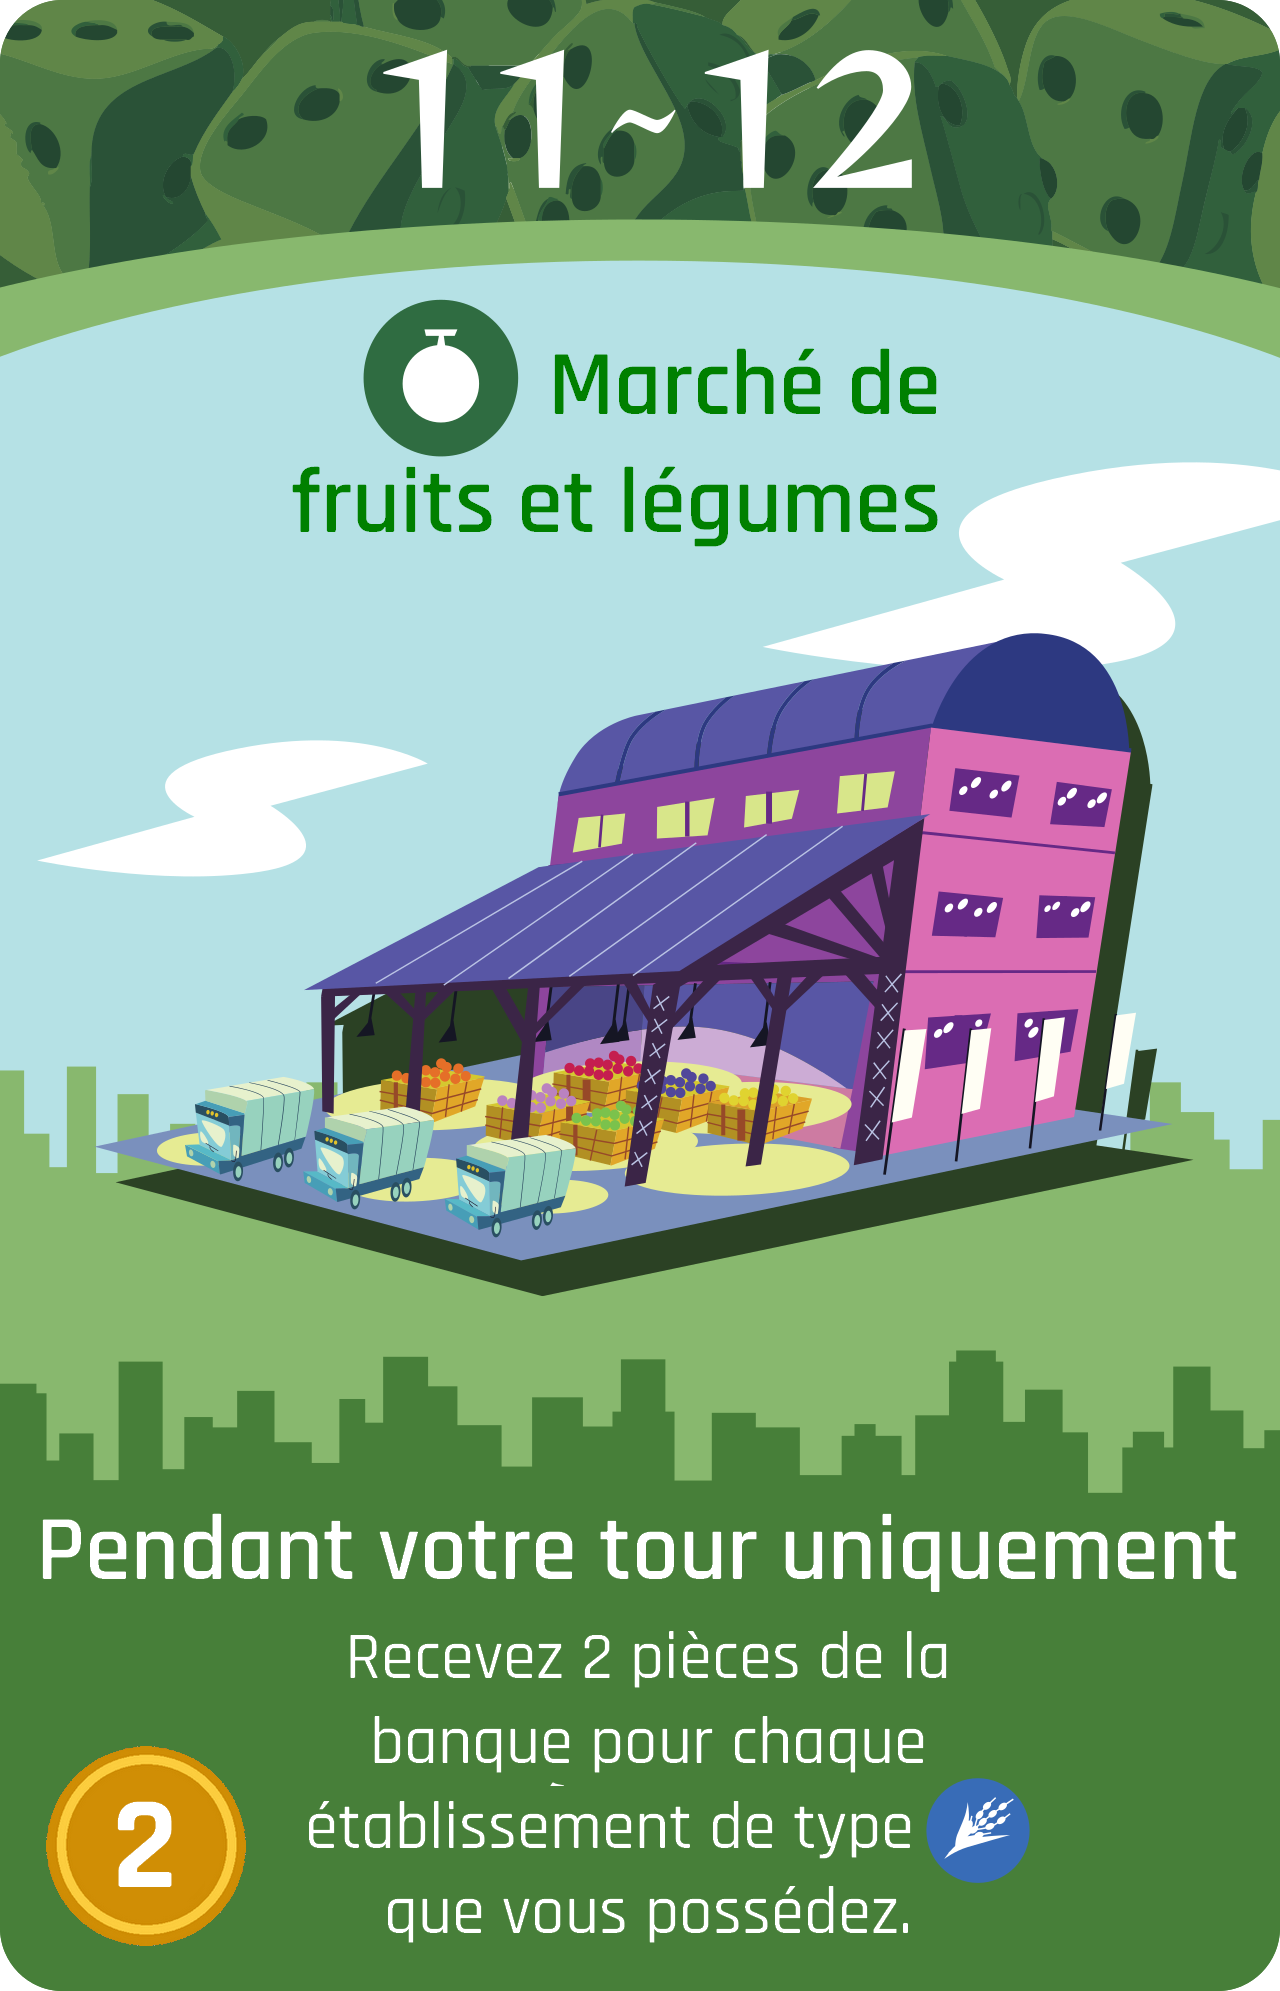 11~12
Marché de
fruits et légumes
Pendant votre tour uniquement
Recevez 2 pièces de la
banque pour chaque
établissement de type
que vous possédez.
2